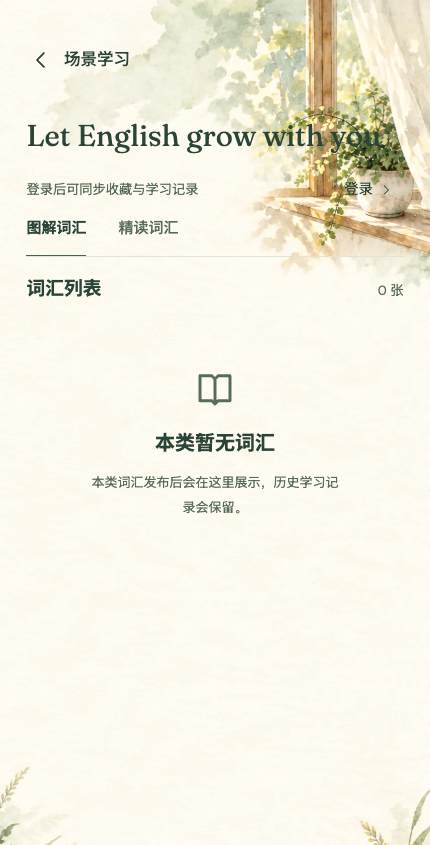 场景学习
Let English grow with you.
登录后可同步收藏与学习记录
登录
图解词汇
精读词汇
词汇列表
0 张
本类暂无词汇
本类词汇发布后会在这里展示，历史学习记
录会保留。